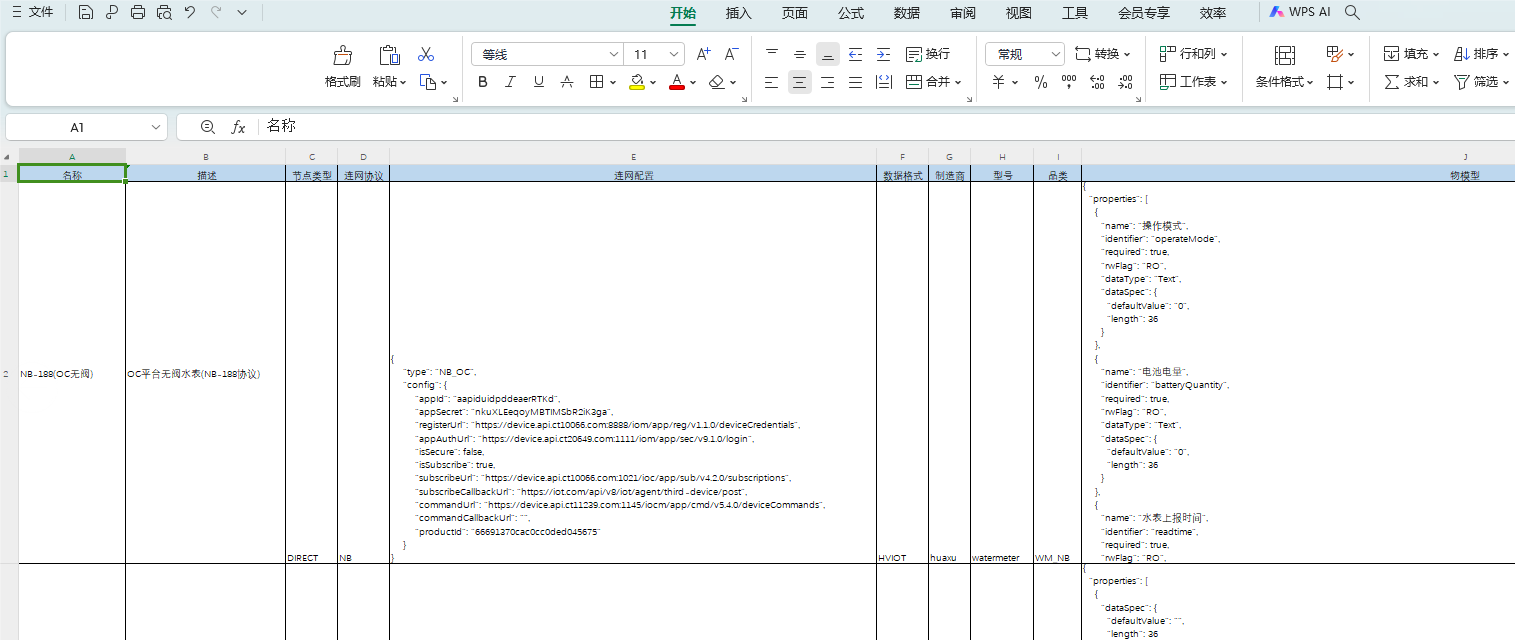 三 文件
开始 插入 页面 公式 数据 审阅 视图 工具 会员专享 效率 WPS AI
等线 11 A+ A- 换行 常规 转换 行和列 填充 排序
格式刷 粘贴 B I U A A 合并 ¥ % 工作表 条件格式 求和 筛选
A1 fx 名称
A B C D E F G H I J
1 名称 描述 节点类型 连网协议 连网配置 数据格式 制造商 型号 品类 物模型
2 NB-188(OC无阀) OC平台无阀水表(NB-188协议)
DIRECT NB
{
"type": "NB_OC",
"config": {
"appId": "aapiduidpddeaerRTKd",
"appSecret": "nkuXLEeqoyMBTIMSbR2iK3ga",
"registerUrl": "https://device.api.ct10066.com:8888/iom/app/reg/v1.1.0/deviceCredentials",
"appAuthUrl": "https://device.api.ct20649.com:1111/iom/app/sec/v9.1.0/login",
"isSecure": false,
"isSubscribe": true,
"subscribeUrl": "https://device.api.ct10066.com:1021/ioc/app/sub/v4.2.0/subscriptions",
"subscribeCallbackUrl": "https://iot.com/api/v8/iot/agent/third-device/post",
"commandUrl": "https://device.api.ct11239.com:1145/iocm/app/cmd/v5.4.0/deviceCommands",
"commandCallbackUrl": "",
"productId": "66691370cac0cc0ded045675"
}
}
HVIOT huaxu watermeter WM_NB
{
"properties": [
{
"name": "操作模式",
"identifier": "operateMode",
"required": true,
"rwFlag": "RO",
"dataType": "Text",
"dataSpec": {
"defaultValue": "0",
"length": 36
}
},
{
"name": "电池电量",
"identifier": "batteryQuantity",
"required": true,
"rwFlag": "RO",
"dataType": "Text",
"dataSpec": {
"defaultValue": "0",
"length": 36
}
},
{
"name": "水表上报时间",
"identifier": "readtime",
"required": true,
"rwFlag": "RO",
{
"properties": [
{
"dataSpec": {
"defaultValue": "",
"length": 36